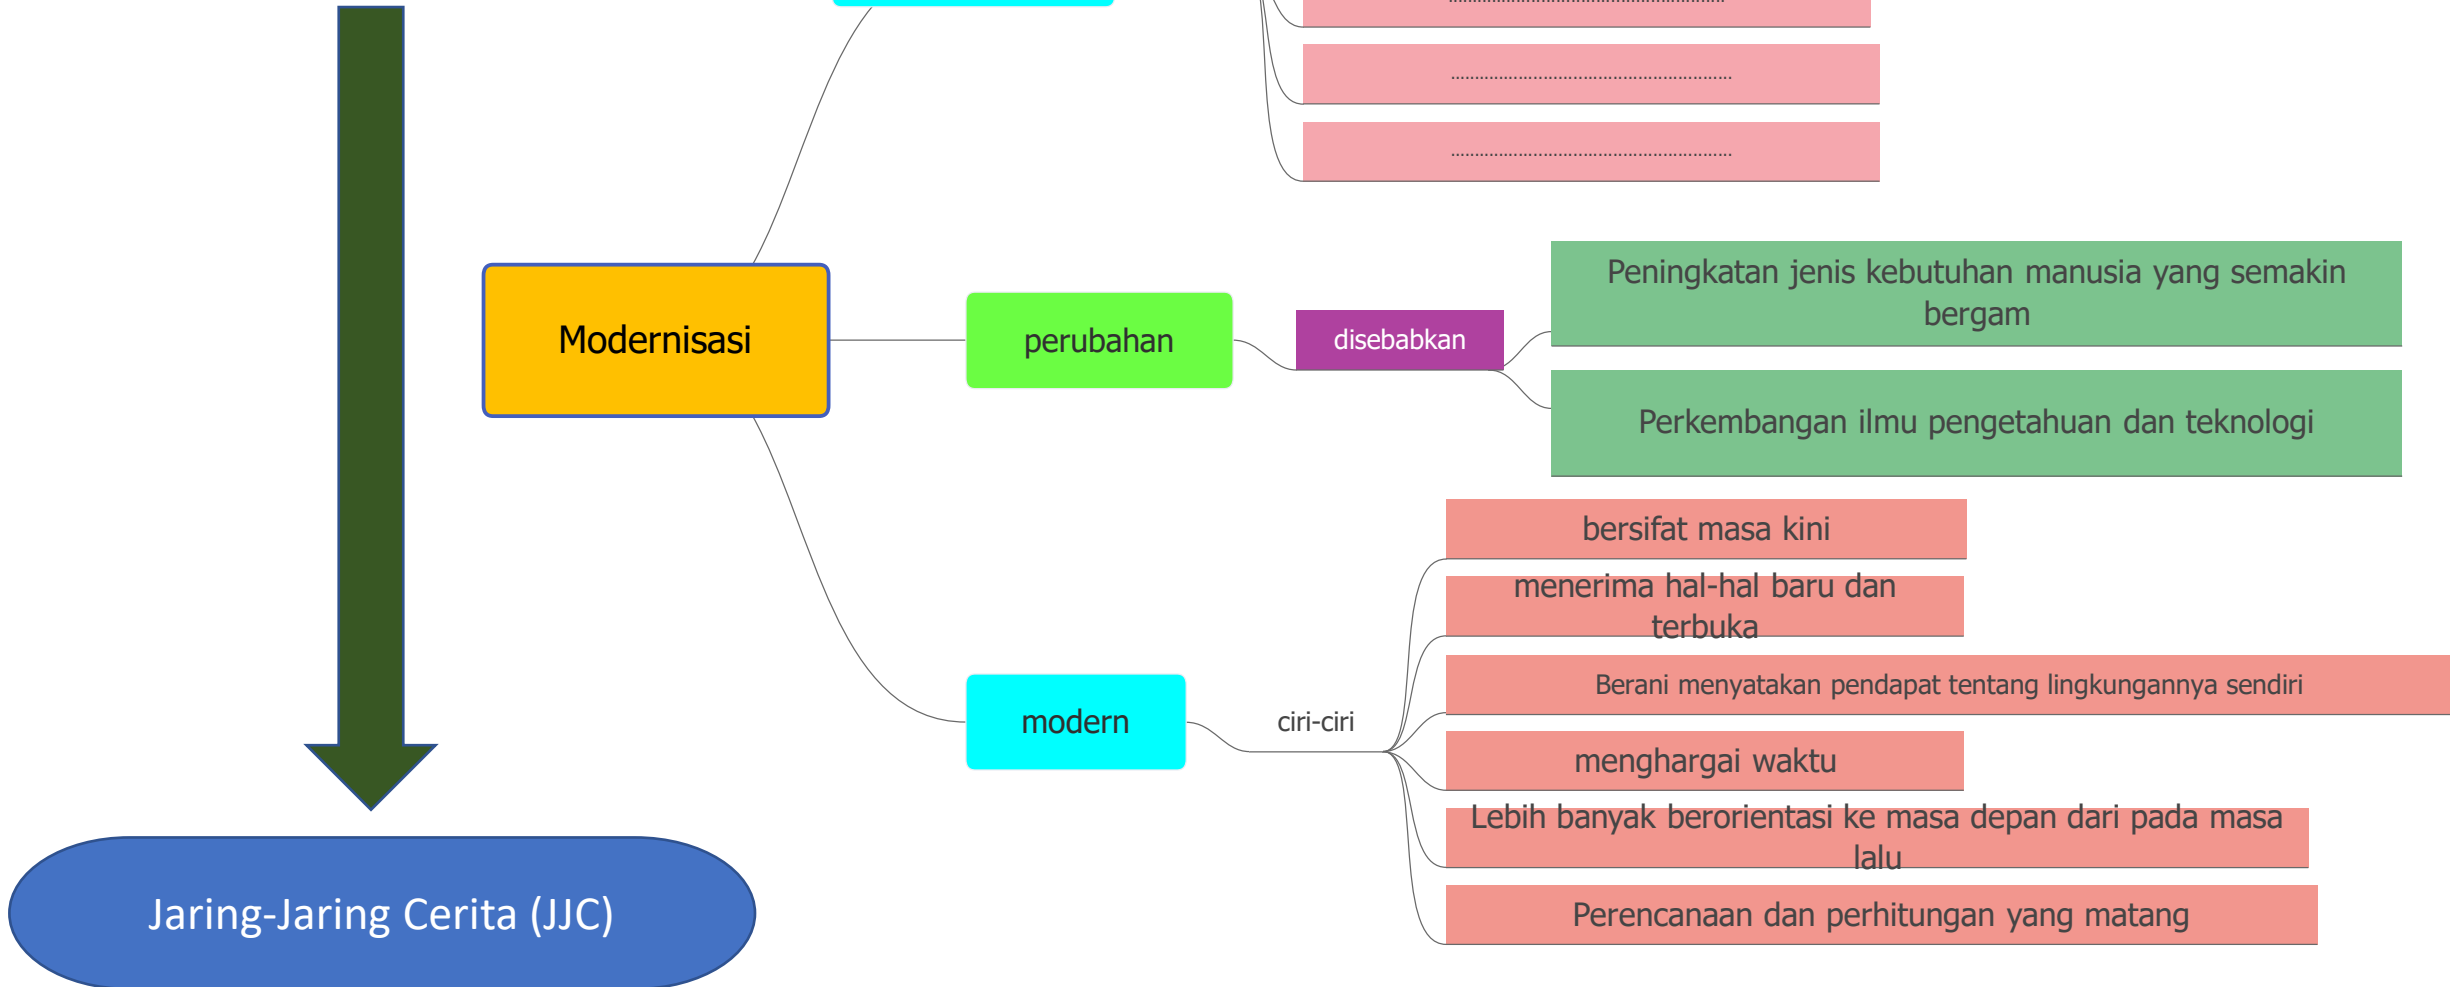 ........................................................
.........................................................
.........................................................
Modernisasi
perubahan
disebabkan
Peningkatan jenis kebutuhan manusia yang semakin
bergam
Perkembangan ilmu pengetahuan dan teknologi
modern
ciri-ciri
bersifat masa kini
menerima hal-hal baru dan
terbuka
Berani menyatakan pendapat tentang lingkungannya sendiri
menghargai waktu
Lebih banyak berorientasi ke masa depan dari pada masa
lalu
Perencanaan dan perhitungan yang matang
Jaring-Jaring Cerita (JJC)